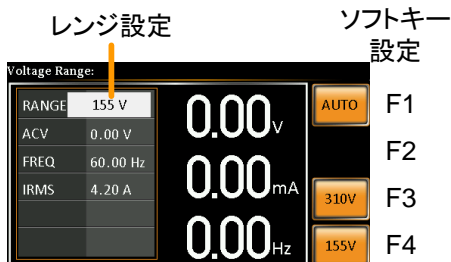 レンジ設定
ソフトキー
設定
Voltage Range:
RANGE 155 V
ACV 0.00 V
FREQ 60.00 Hz
IRMS 4.20 A
0.00V
0.00mA
0.00Hz
AUTO F1
F2
310V F3
155V F4